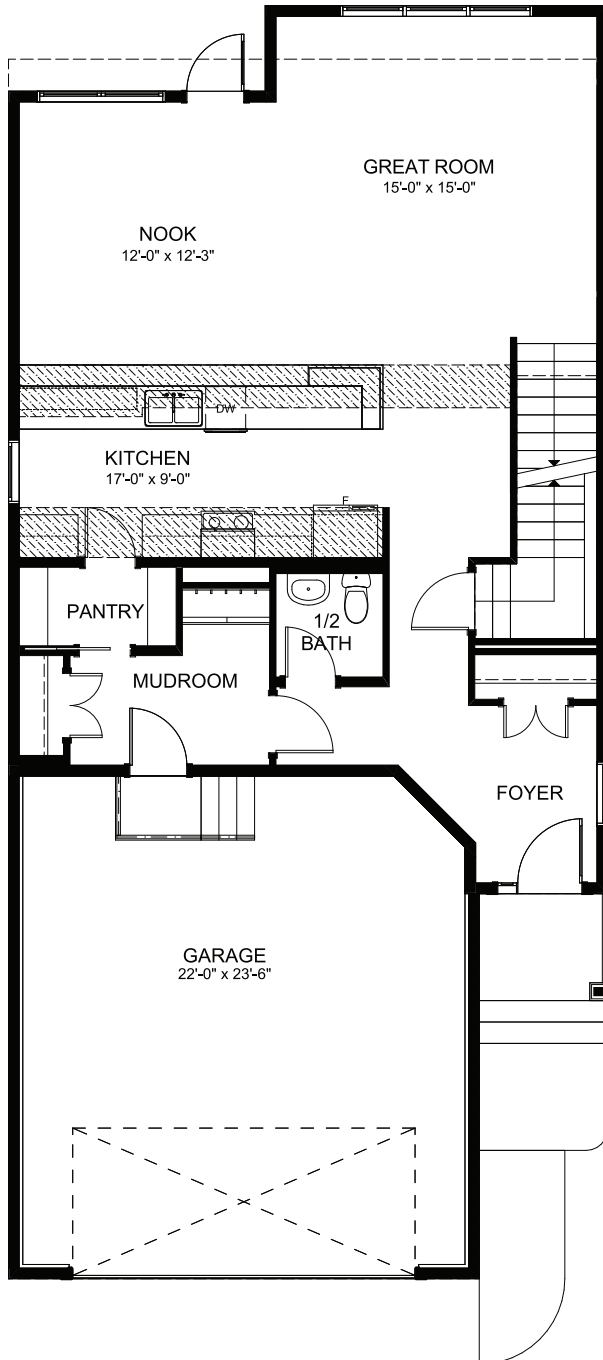 GREAT ROOM
15'-0" x 15'-0"
NOOK
12'-0" x 12'-3"
DW
KITCHEN
17'-0" x 9'-0"
F
PANTRY
1/2
BATH
MUDROOM
FOYER
GARAGE
22'-0" x 23'-6"